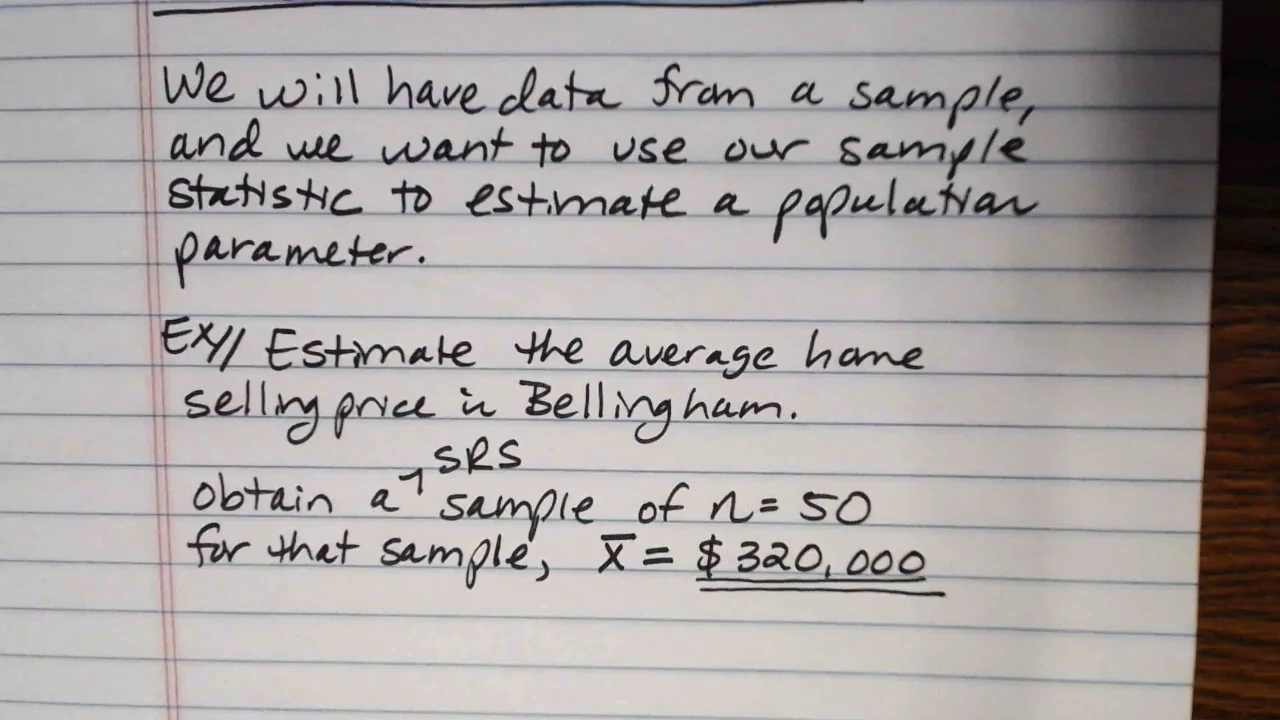 We will have data from a sample,
and we want to use our sample
statistic to estimate a population
parameter.
EX// Estimate the average home
selling price in Bellingham.
SRS
obtain a sample of n = 50
for that sample, x̄ = $320,000